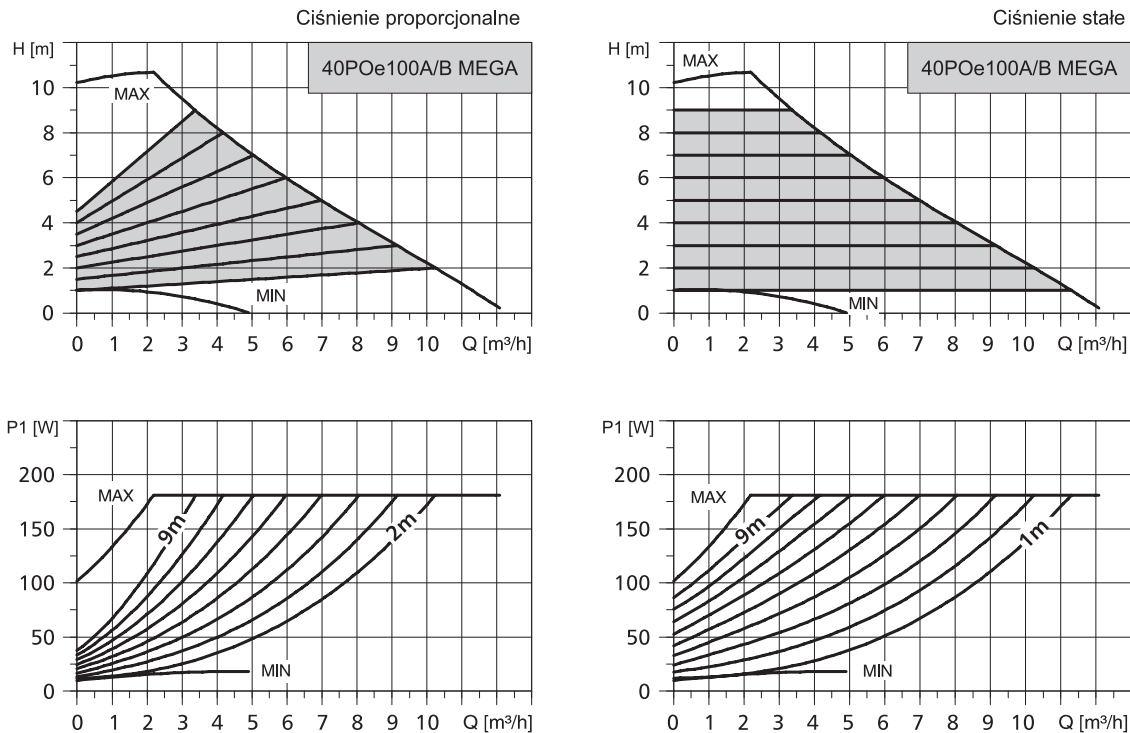 Ciśnienie proporcjonalne
H [m]
40POe100A/B MEGA
MAX
10
8
6
4
2
0
MIN
0 1 2 3 4 5 6 7 8 9 10 Q [m³/h]
Ciśnienie stałe
H [m]
40POe100A/B MEGA
MAX
10
8
6
4
2
0
MIN
0 1 2 3 4 5 6 7 8 9 10 Q [m³/h]
P1 [W]
200
MAX
9m
2m
150
100
50
MIN
0
0 1 2 3 4 5 6 7 8 9 10 Q [m³/h]
P1 [W]
200
MAX
9m
1m
150
100
50
MIN
0
0 1 2 3 4 5 6 7 8 9 10 Q [m³/h]